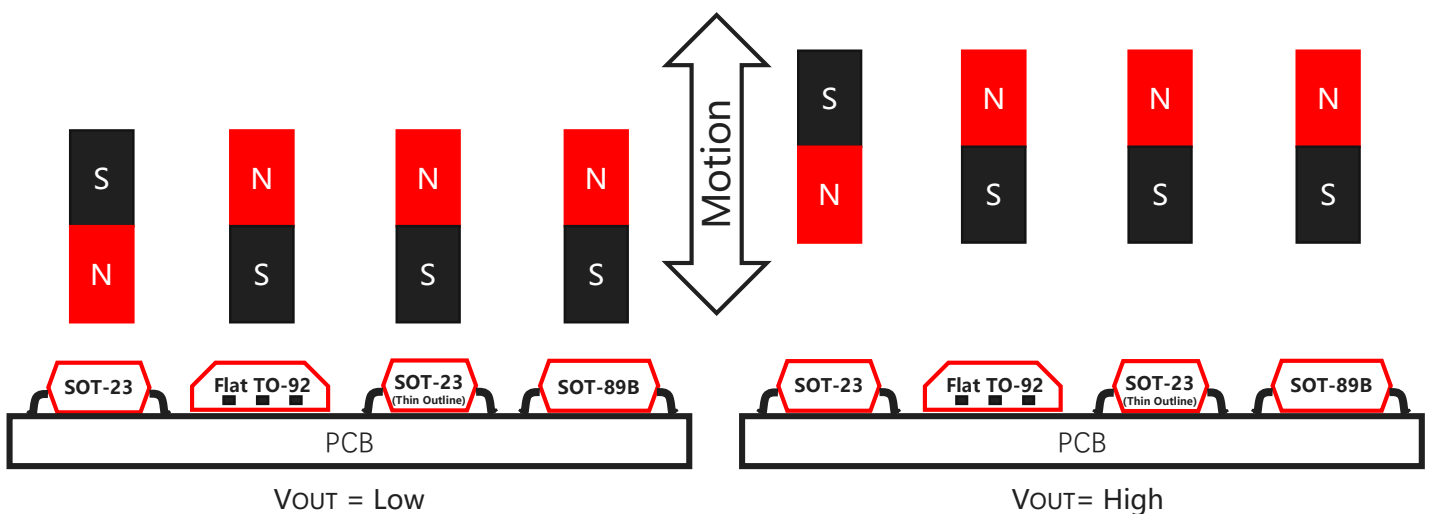 S N N N
N S S S
Motion
S N N N
N S S S
SOT-23
Flat TO-92
SOT-23
(Thin Outline)
SOT-89B
PCB
VOUT = Low
SOT-23
Flat TO-92
SOT-23
(Thin Outline)
SOT-89B
PCB
VOUT= High